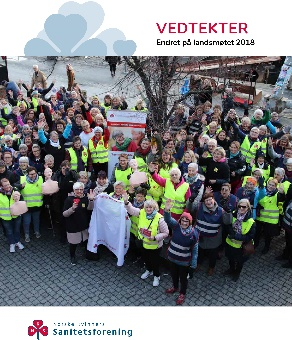 VEDTEKTER
Endret på landsmøtet 2018
Sanitetsforening